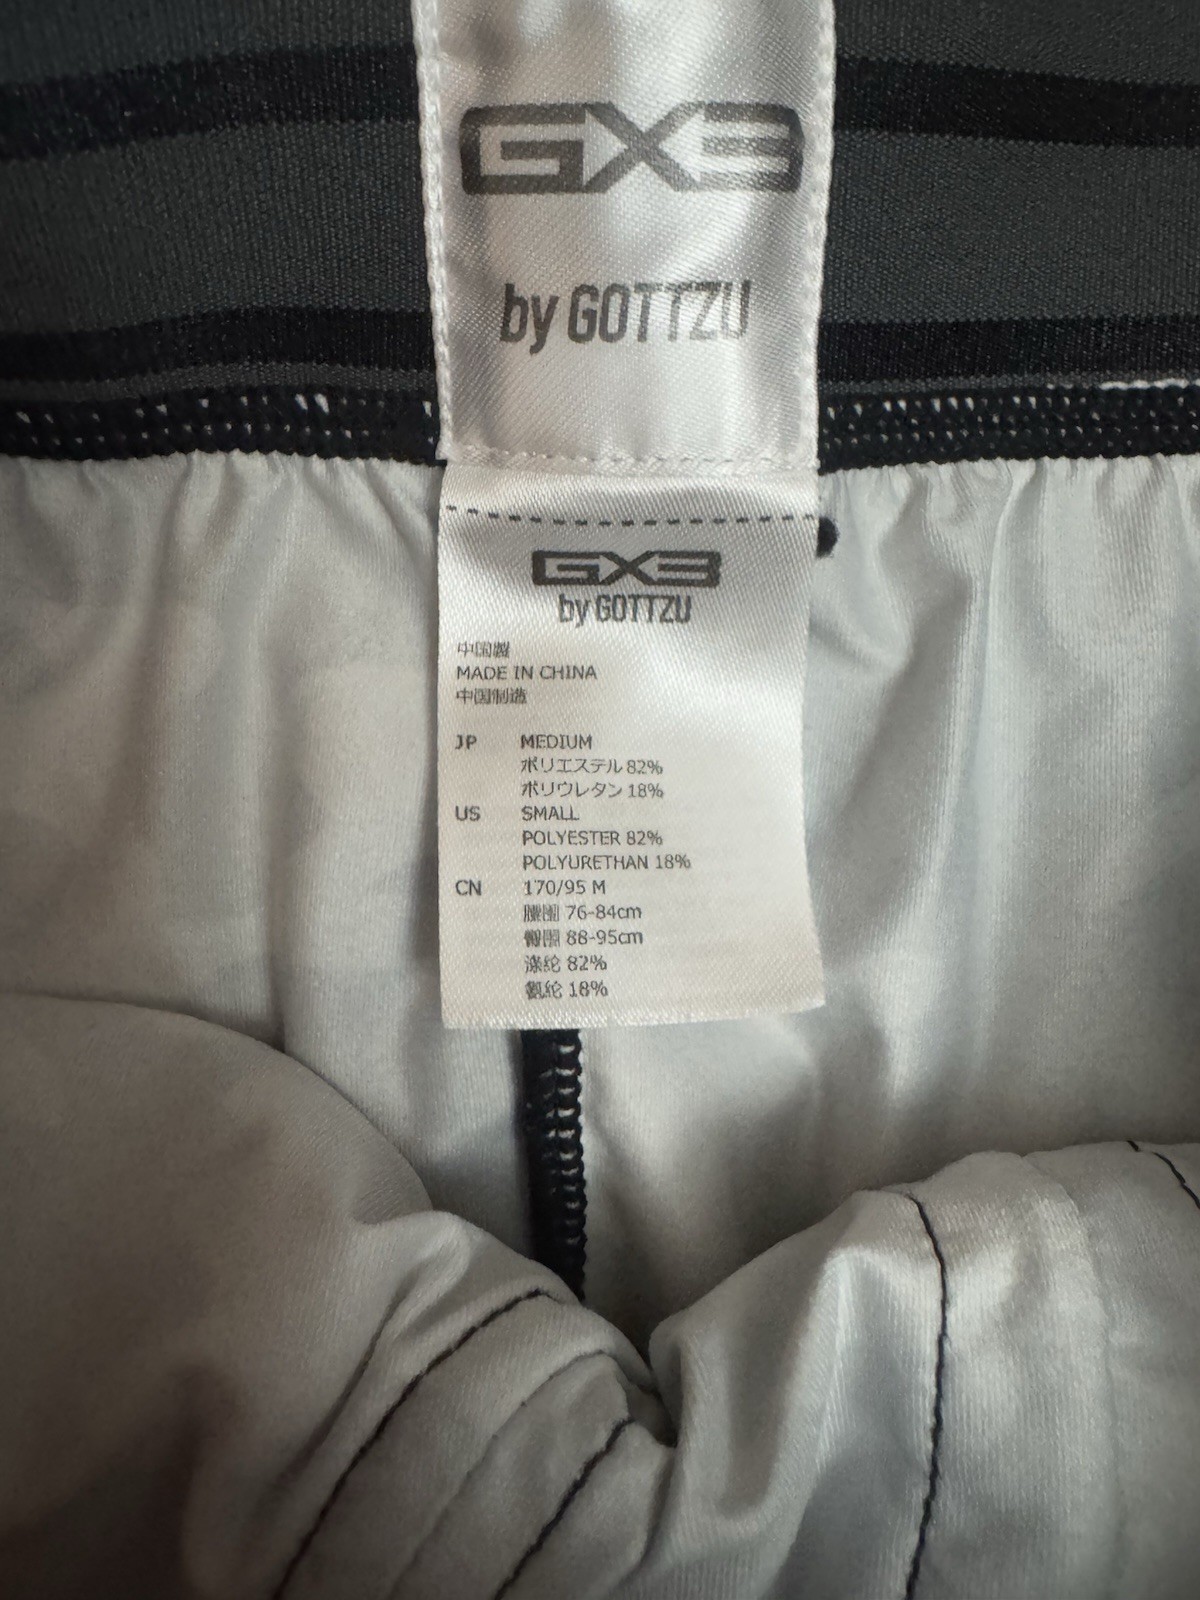 GX3
by GOTTZU
GX3
by GOTTZU
中国製
MADE IN CHINA
中国制造
JP MEDIUM
ポリエステル 82%
ポリウレタン 18%
US SMALL
POLYESTER 82%
POLYURETHAN 18%
CN 170/95 M
腰围 76-84cm
臀围 88-95cm
涤纶 82%
氨纶 18%